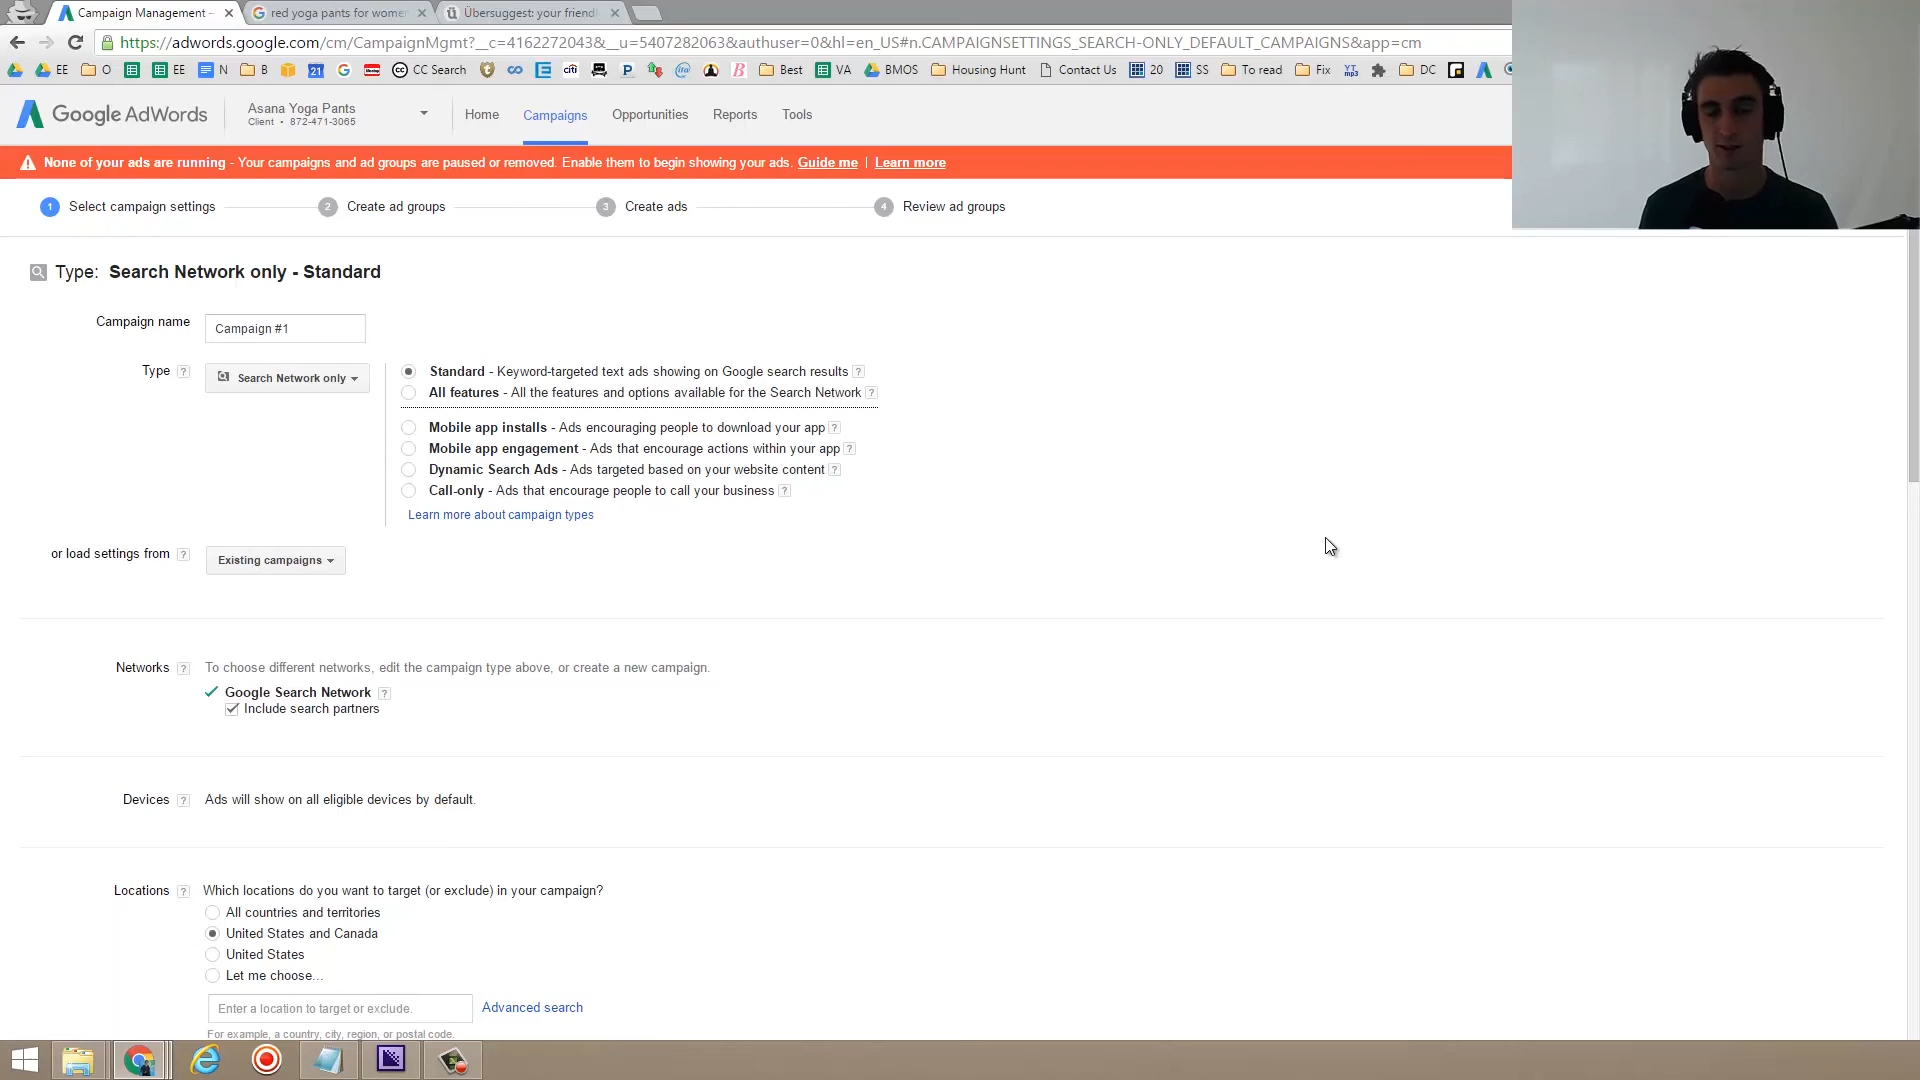 Campaign Management -
red yoga pants for women
Übersuggest: your friendl
https://adwords.google.com/cm/CampaignMgmt?__c=4162272043&__u=5407282063&authuser=0&hl=en_US#n.CAMPAIGNSETTINGS_SEARCH-ONLY_DEFAULT_CAMPAIGNS&app=cm
EE O EE N B 21 citi CC Search E P ita B Best VA BMOS Housing Hunt Contact Us 20 SS To read Fix YT mp3 DC
Google AdWords
Asana Yoga Pants
Client • 872-471-3065
Home Campaigns Opportunities Reports Tools
None of your ads are running - Your campaigns and ad groups are paused or removed. Enable them to begin showing your ads. Guide me | Learn more
1 Select campaign settings 2 Create ad groups 3 Create ads 4 Review ad groups
Type: Search Network only - Standard
Campaign name Campaign #1
Type ? Search Network only
Standard - Keyword-targeted text ads showing on Google search results ?
All features - All the features and options available for the Search Network ?
Mobile app installs - Ads encouraging people to download your app ?
Mobile app engagement - Ads that encourage actions within your app ?
Dynamic Search Ads - Ads targeted based on your website content ?
Call-only - Ads that encourage people to call your business ?
Learn more about campaign types
or load settings from ? Existing campaigns
Networks ? To choose different networks, edit the campaign type above, or create a new campaign.
Google Search Network ?
Include search partners
Devices ? Ads will show on all eligible devices by default.
Locations ? Which locations do you want to target (or exclude) in your campaign?
All countries and territories
United States and Canada
United States
Let me choose...
Enter a location to target or exclude. Advanced search
For example, a country, city, region, or postal code.